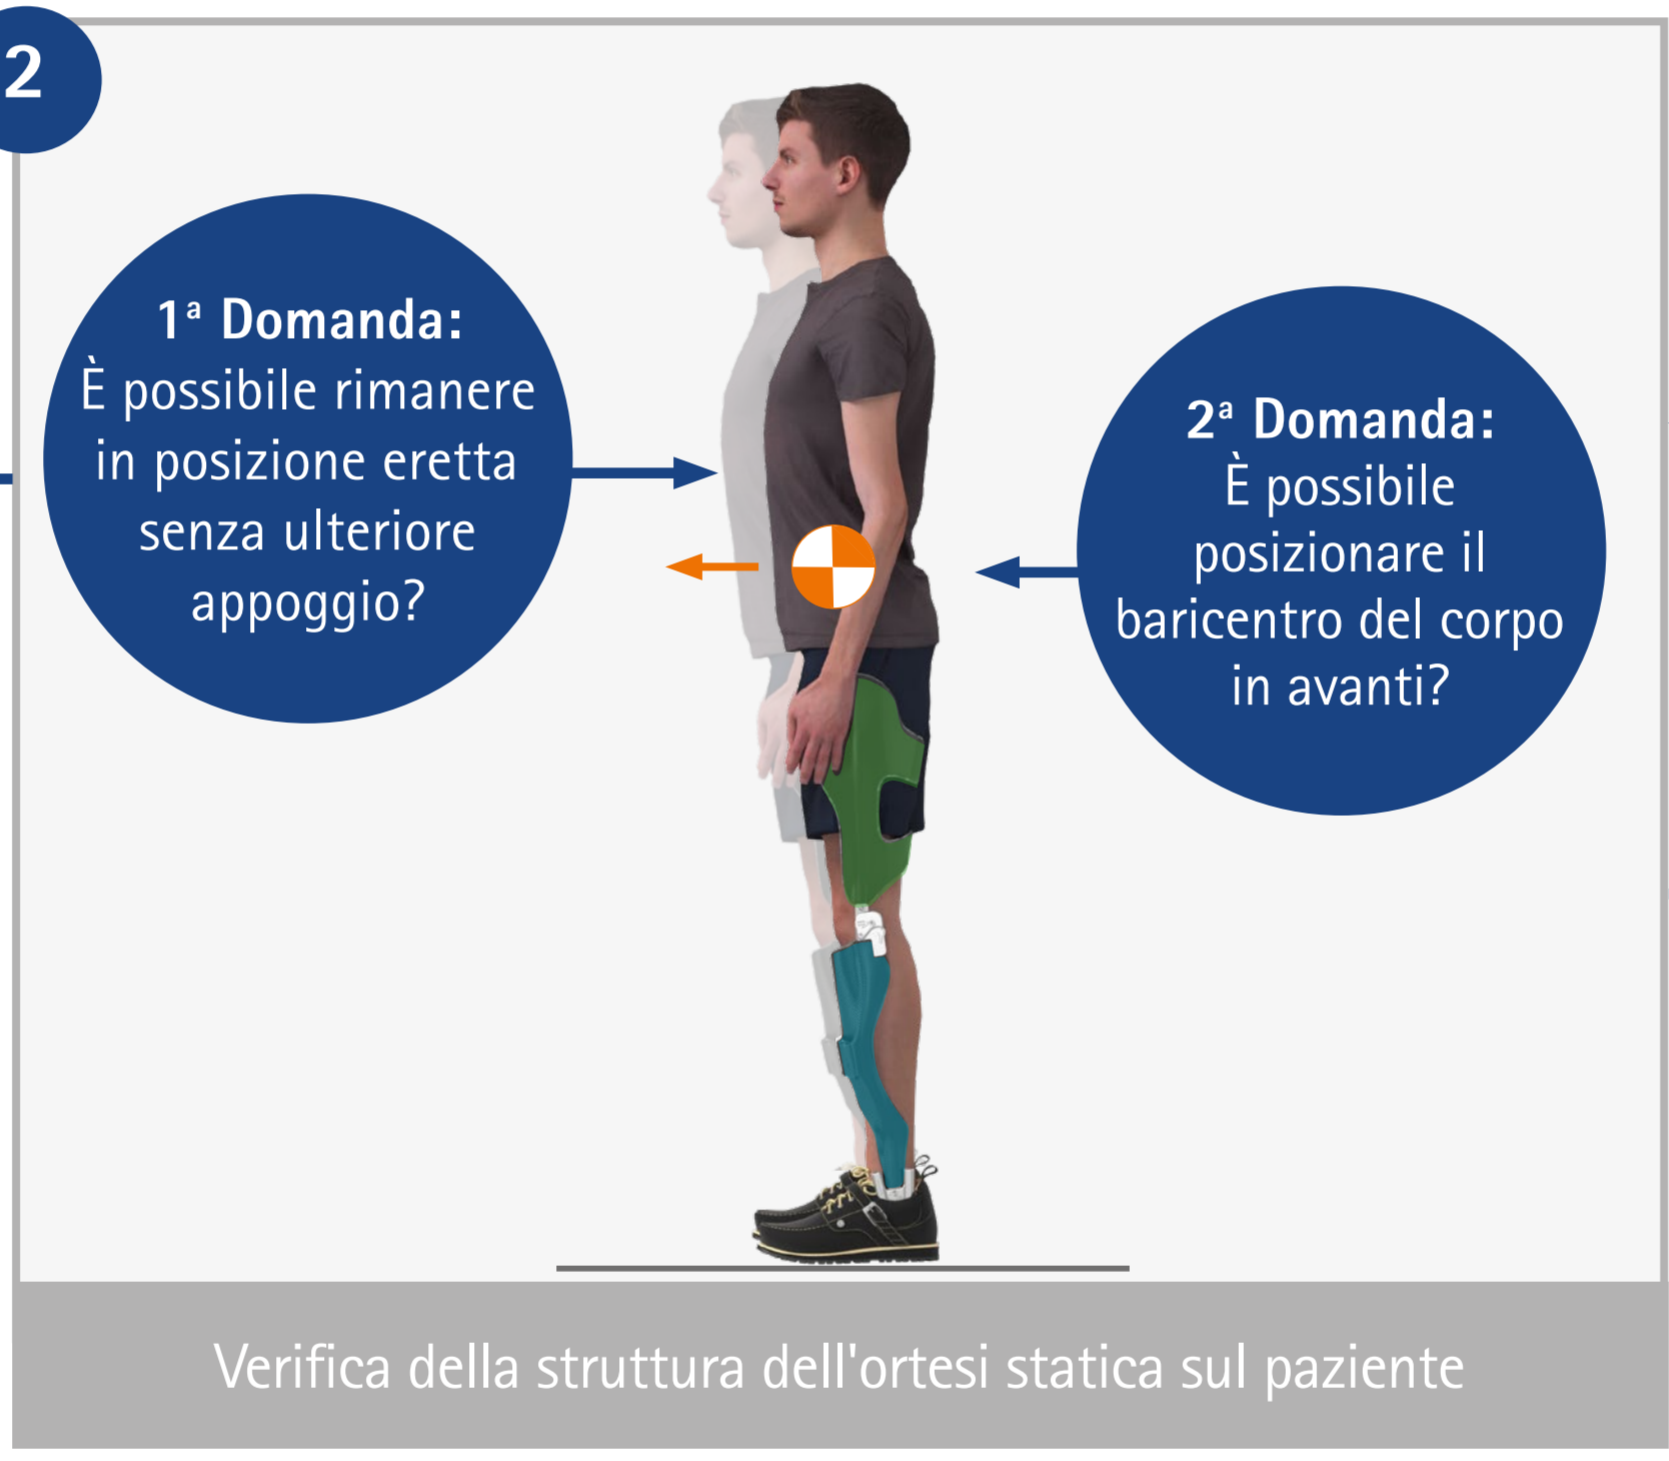 2
1ª Domanda:
È possibile rimanere
in posizione eretta
senza ulteriore
appoggio?
2ª Domanda:
È possibile
posizionare il
baricentro del corpo
in avanti?
Verifica della struttura dell'ortesi statica sul paziente